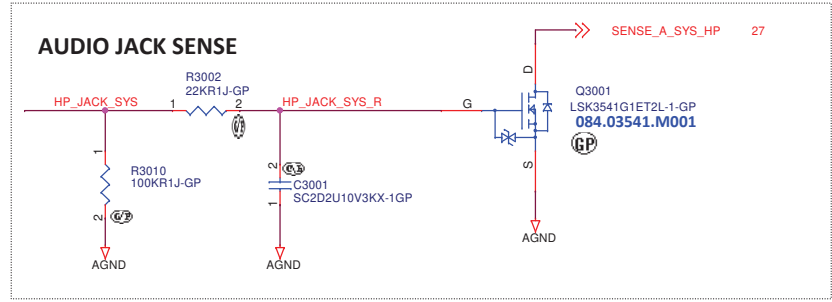 SENSE_A_SYS_HP 27
AUDIO JACK SENSE
R3002
22KR1J-GP
HP_JACK_SYS 1 2 HP_JACK_SYS_R G D S
Q3001
LSK3541G1ET2L-1-GP
084.03541.M001
GP
1
R3010
100KR1J-GP
2 G/P
2
C3001
SC2D2U10V3KX-1GP
1
AGND
AGND
AGND